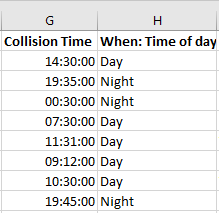 G H
Collision Time When: Time of day
14:30:00 Day
19:35:00 Night
00:30:00 Night
07:30:00 Day
11:31:00 Day
09:12:00 Day
10:30:00 Day
19:45:00 Night